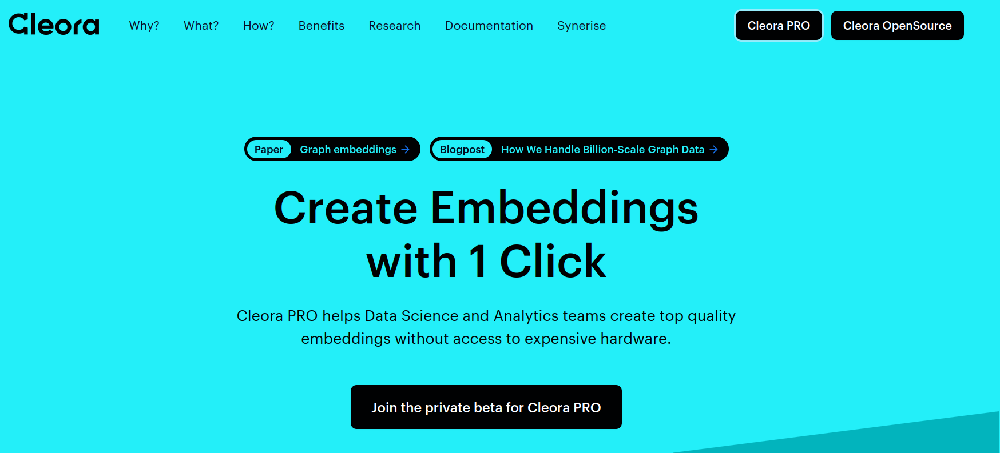 Cleora Why? What? How? Benefits Research Documentation Synerise Cleora PRO Cleora OpenSource
Paper Graph embeddings → Blogpost How We Handle Billion-Scale Graph Data →
Create Embeddings
with 1 Click
Cleora PRO helps Data Science and Analytics teams create top quality
embeddings without access to expensive hardware.
Join the private beta for Cleora PRO